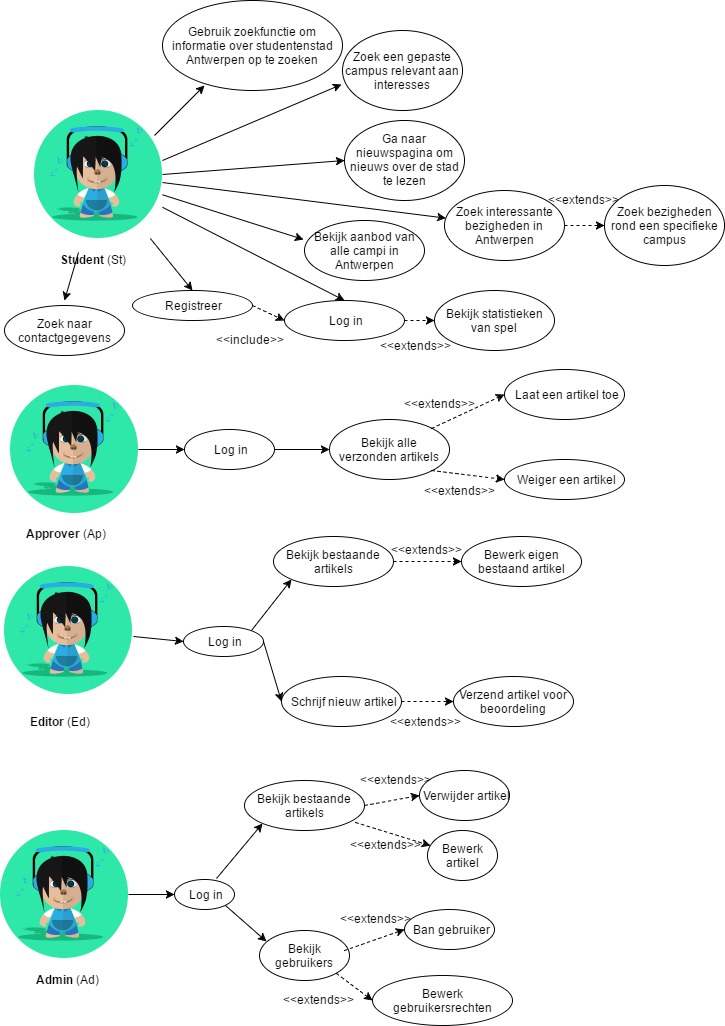 Gebruik zoekfunctie om
informatie over studentenstad
Antwerpen op te zoeken
Zoek een gepaste
campus relevant aan
interesses
Ga naar
nieuwspagina om
nieuws over de stad
te lezen
Zoek interessante
bezigheden in
Antwerpen
<<extends>>
Zoek bezigheden
rond een specifieke
campus
Bekijk aanbod van
alle campi in
Antwerpen
Student (St)
Registreer
<<include>>
Log in
<<extends>>
Bekijk statistieken
van spel
Zoek naar
contactgegevens
Approver (Ap)
Log in
Bekijk alle
verzonden artikels
<<extends>>
Laat een artikel toe
<<extends>>
Weiger een artikel
Editor (Ed)
Log in
Bekijk bestaande
artikels
<<extends>>
Bewerk eigen
bestaand artikel
Schrijf nieuw artikel
<<extends>>
Verzend artikel voor
beoordeling
Admin (Ad)
Log in
Bekijk bestaande
artikels
<<extends>>
Verwijder artikel
<<extends>>
Bewerk
artikel
Bekijk
gebruikers
<<extends>>
Ban gebruiker
<<extends>>
Bewerk
gebruikersrechten